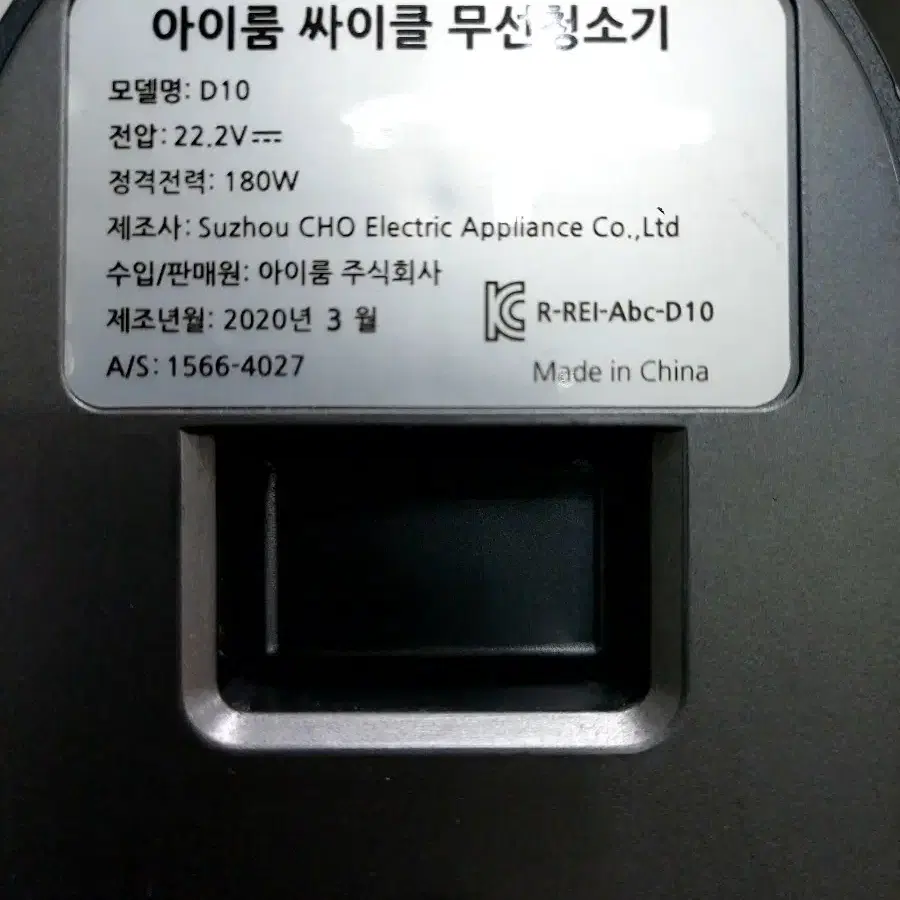 아이룸 싸이클 무선청소기
모델명: D10
전압: 22.2V⎓
정격전력: 180W
제조사: Suzhou CHO Electric Appliance Co.,Ltd
수입/판매원: 아이룸 주식회사
제조년월: 2020년 3 월
KC R-REI-Abc-D10
A/S: 1566-4027
Made in China